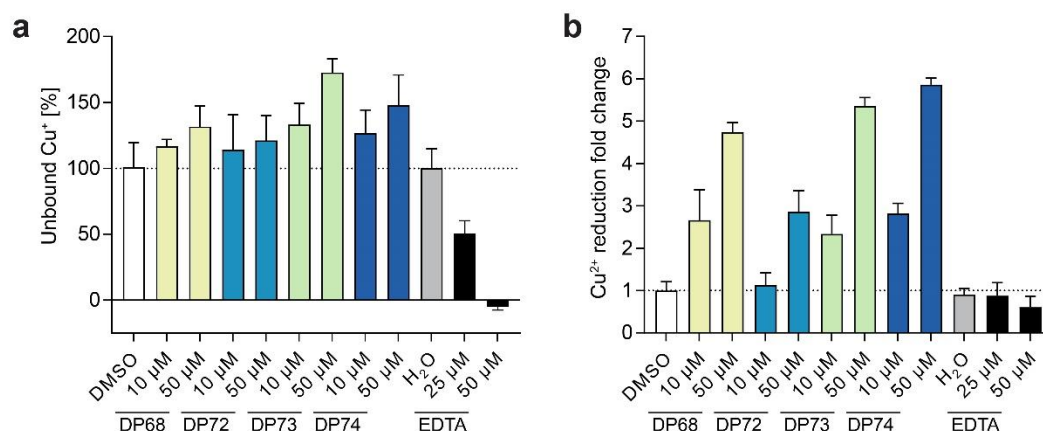 a
Unbound Cu⁺ [%]
200
150
100
50
0
DMSO
10 µM
50 µM
10 µM
50 µM
10 µM
50 µM
10 µM
50 µM
H₂O
25 µM
50 µM
DP68
DP72
DP73
DP74
EDTA
b
Cu²⁺ reduction fold change
7
6
5
4
3
2
1
0
DMSO
10 µM
50 µM
10 µM
50 µM
10 µM
50 µM
10 µM
50 µM
H₂O
25 µM
50 µM
DP68
DP72
DP73
DP74
EDTA